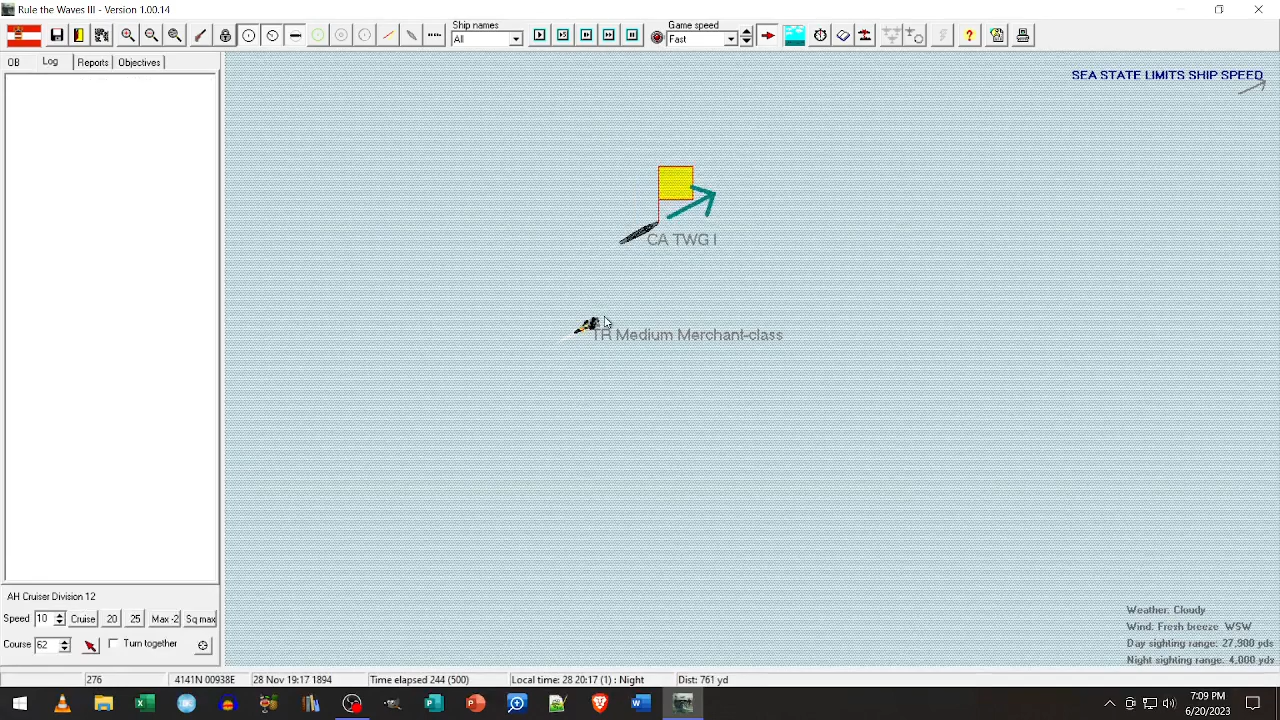 Rule the Waves III - Version 1.00.14
Ship names
All
Game speed
Fast
OB
Log
Reports
Objectives
SEA STATE LIMITS SHIP SPEED
CA TWG I
TR Medium Merchant-class
AH Cruiser Division 12
Speed 10 Cruise 20 25 Max -2 Sq max
Course 62 Turn together
Weather: Cloudy
Wind: Fresh breeze WSW
Day sighting range: 27,900 yds
Night sighting range: 4,000 yds
276 4141N 00938E 28 Nov 19:17 1894 Time elapsed 244 (500) Local time: 28 20:17 (1) : Night Dist: 761 yd
7:09 PM
6/20/2023